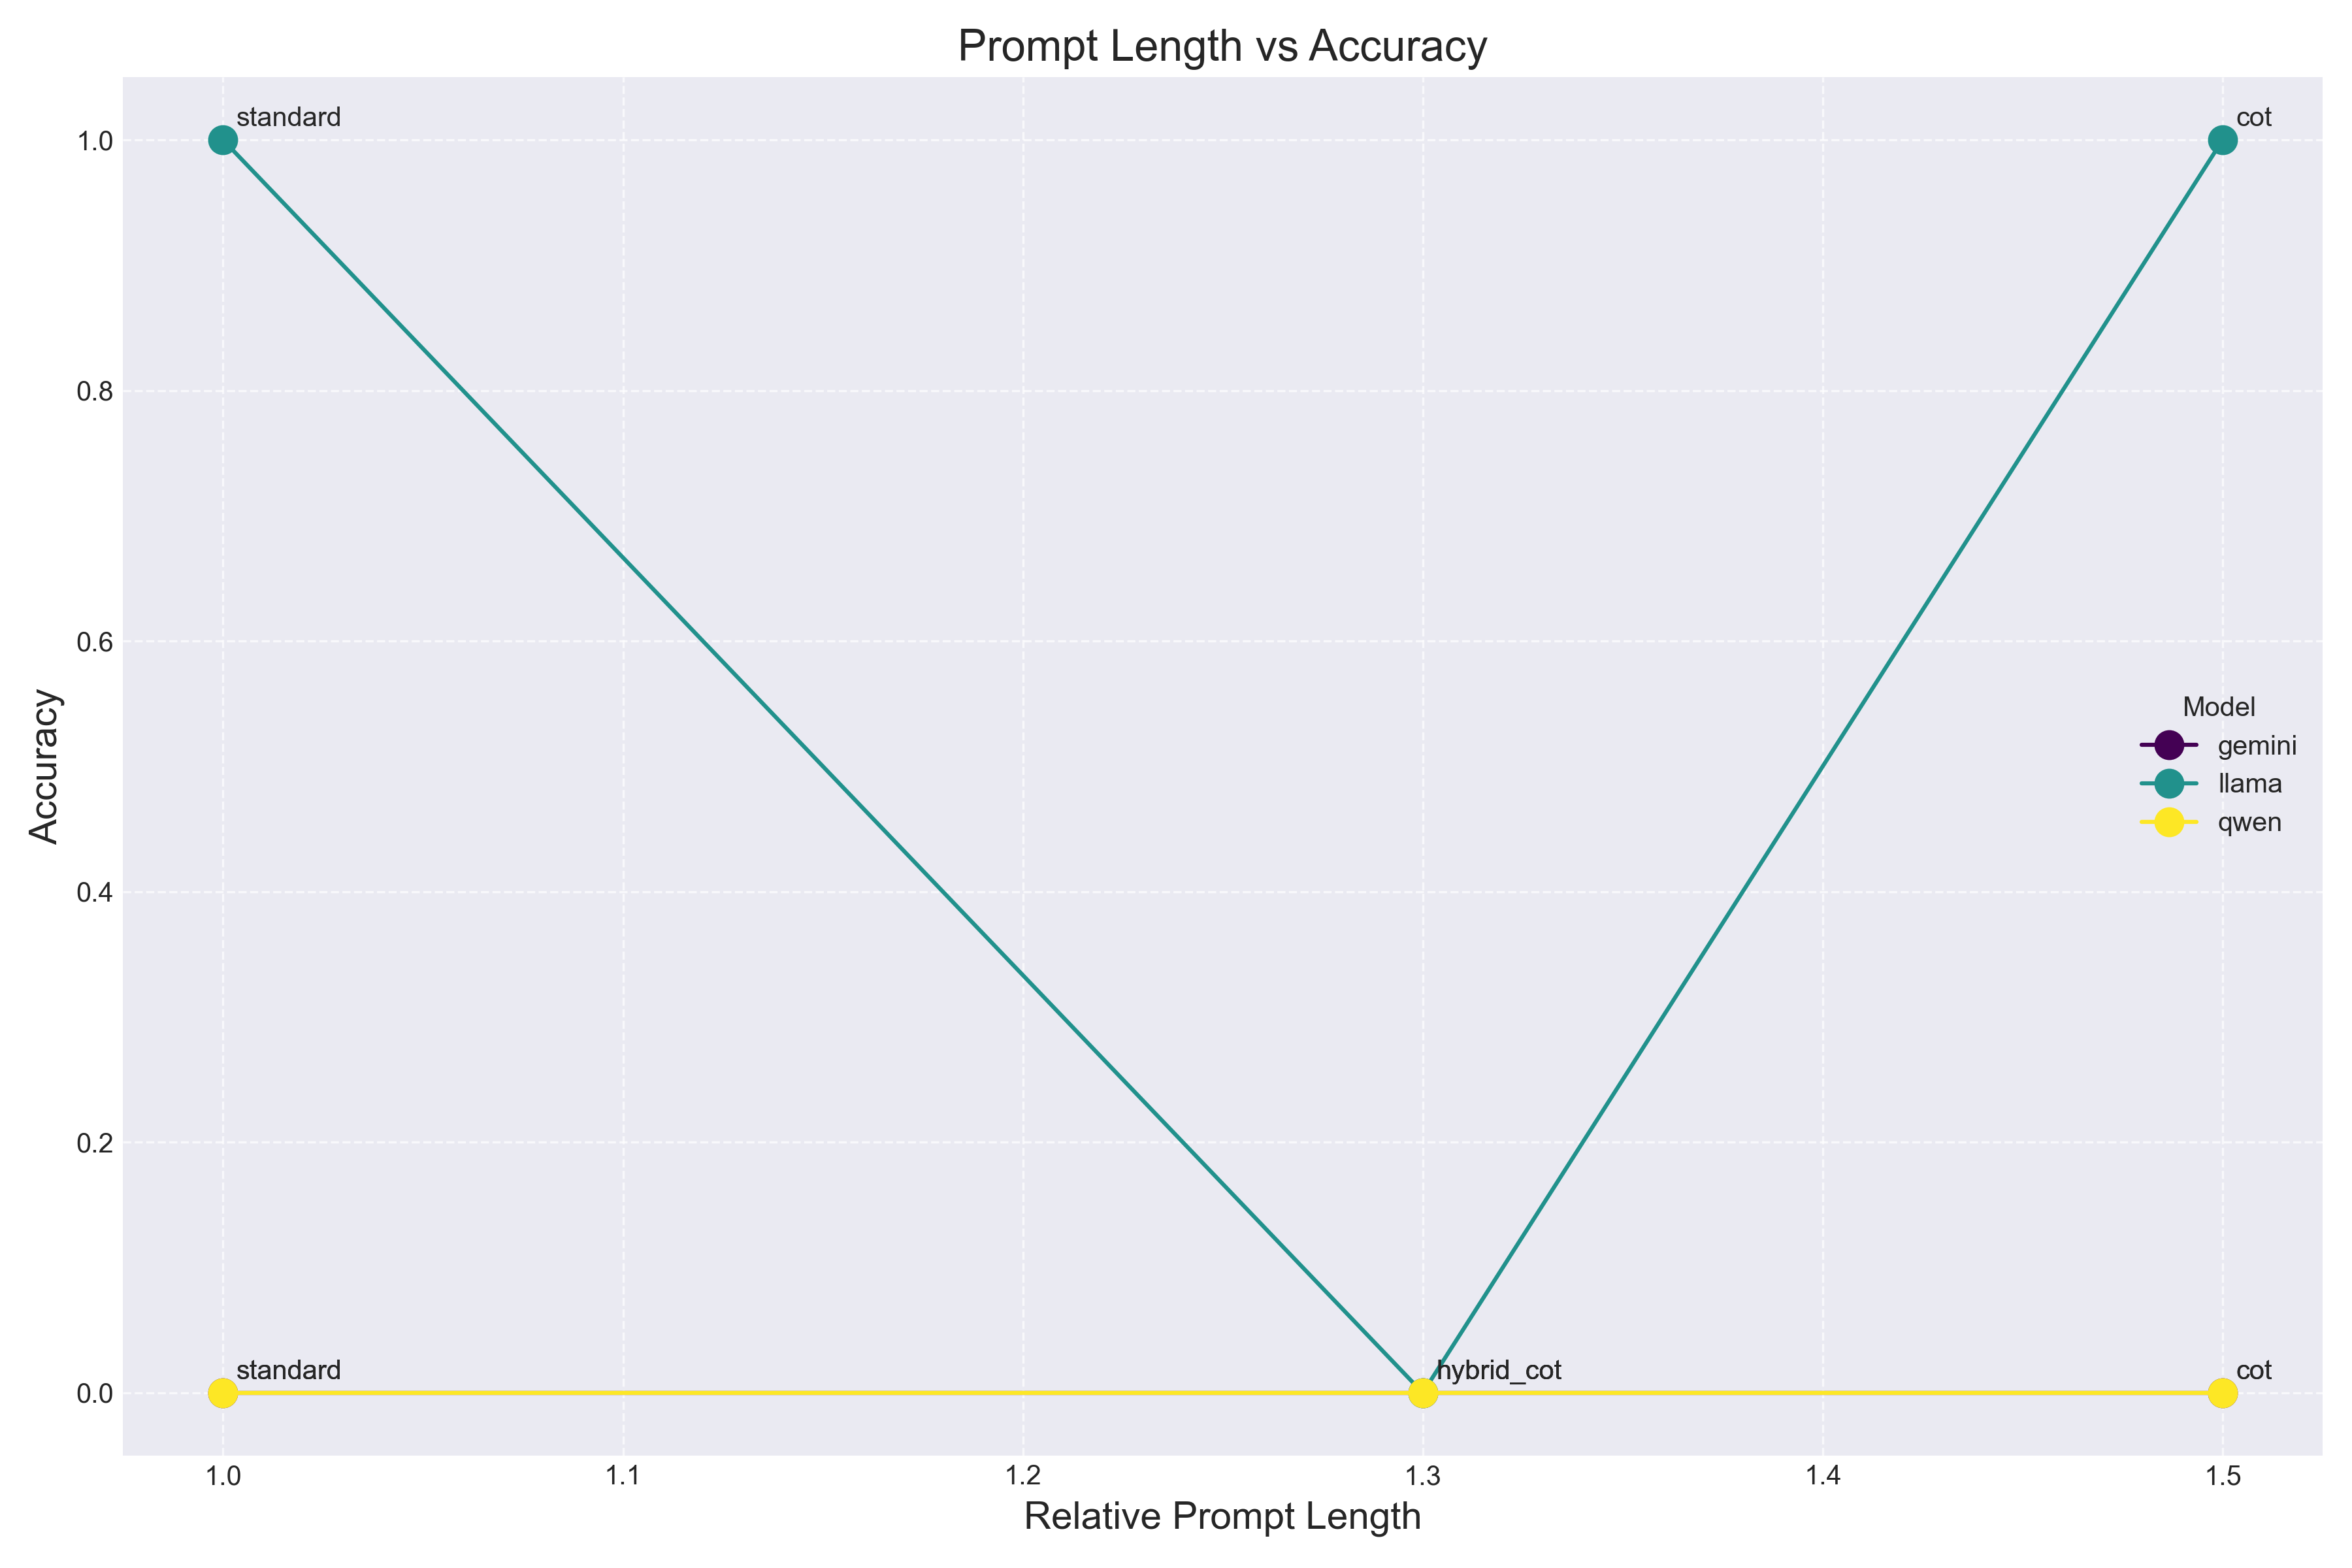 Prompt Length vs Accuracy
standard
cot
1.0
0.8
0.6
0.4
0.2
0.0
Accuracy
Model
gemini
llama
qwen
standard
hybrid_cot
cot
1.0
1.1
1.2
1.3
1.4
1.5
Relative Prompt Length